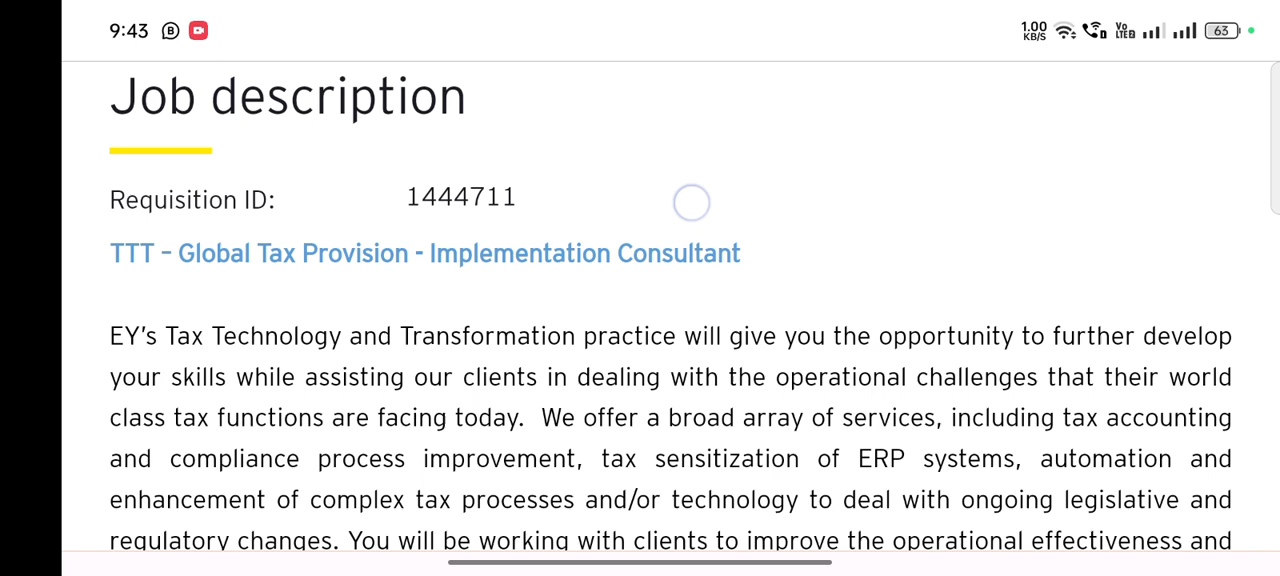 9:43 1.00 KB/S Vo LTE2 63
Job description
Requisition ID: 1444711
TTT – Global Tax Provision - Implementation Consultant
EY’s Tax Technology and Transformation practice will give you the opportunity to further develop
your skills while assisting our clients in dealing with the operational challenges that their world
class tax functions are facing today.  We offer a broad array of services, including tax accounting
and compliance process improvement, tax sensitization of ERP systems, automation and
enhancement of complex tax processes and/or technology to deal with ongoing legislative and
regulatory changes. You will be working with clients to improve the operational effectiveness and